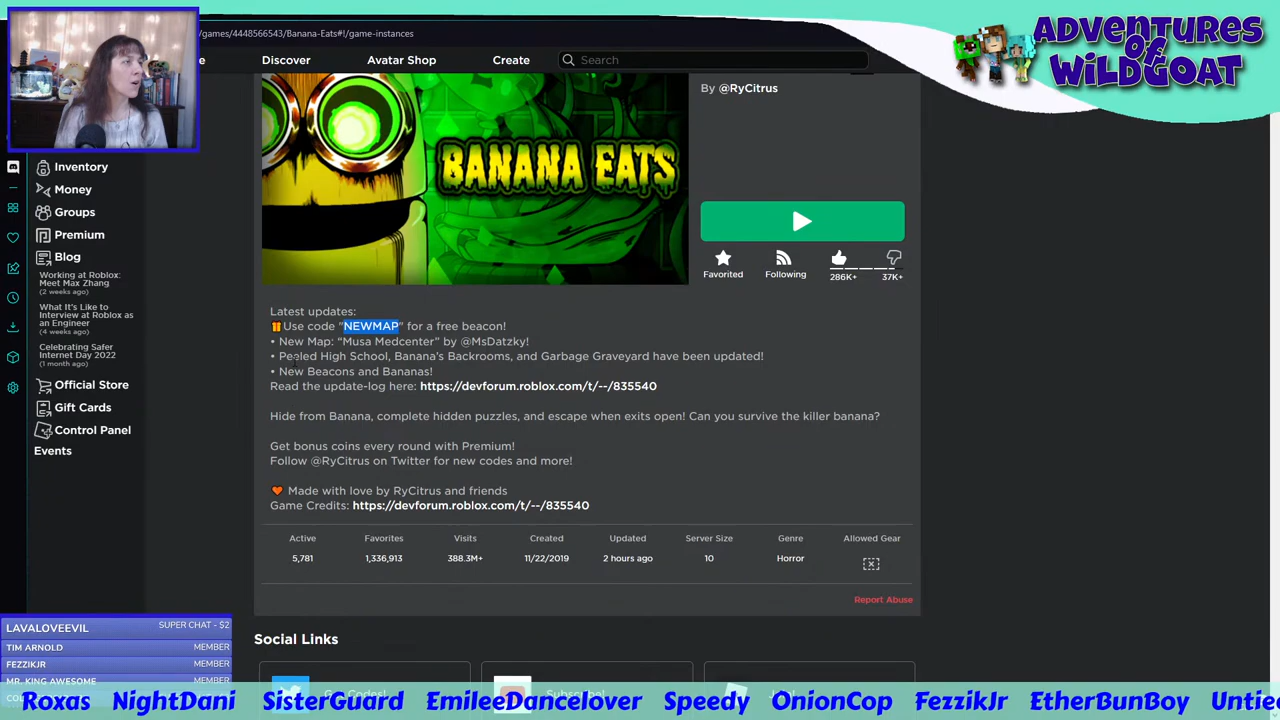 /games/4448566543/Banana-Eats#!/game-instances
ADVENTURES
OF
WILDGOAT
Discover
Avatar Shop
Create
Search
By @RyCitrus
BANANA EATS
Inventory
Money
Groups
Premium
Blog
Working at Roblox:
Meet Max Zhang
(2 weeks ago)
What It's Like to
Interview at Roblox as
an Engineer
(4 weeks ago)
Celebrating Safer
Internet Day 2022
(1 month ago)
Official Store
Gift Cards
Control Panel
Events
Favorited
Following
286K+
37K+
Latest updates:
Use code "NEWMAP" for a free beacon!
• New Map: “Musa Medcenter” by @MsDatzky!
• Peeled High School, Banana’s Backrooms, and Garbage Graveyard have been updated!
• New Beacons and Bananas!
Read the update-log here: https://devforum.roblox.com/t/--/835540
Hide from Banana, complete hidden puzzles, and escape when exits open! Can you survive the killer banana?
Get bonus coins every round with Premium!
Follow @RyCitrus on Twitter for new codes and more!
Made with love by RyCitrus and friends
Game Credits: https://devforum.roblox.com/t/--/835540
Active Favorites Visits Created Updated Server Size Genre Allowed Gear
5,781 1,336,913 388.3M+ 11/22/2019 2 hours ago 10 Horror
Report Abuse
Social Links
LAVALOVEEVIL SUPER CHAT - $2
TIM ARNOLD MEMBER
FEZZIKJR MEMBER
MR. KING AWESOME MEMBER
Roxas NightDani SisterGuard EmileeDancelover Speedy OnionCop FezzikJr EtherBunBoy Untie